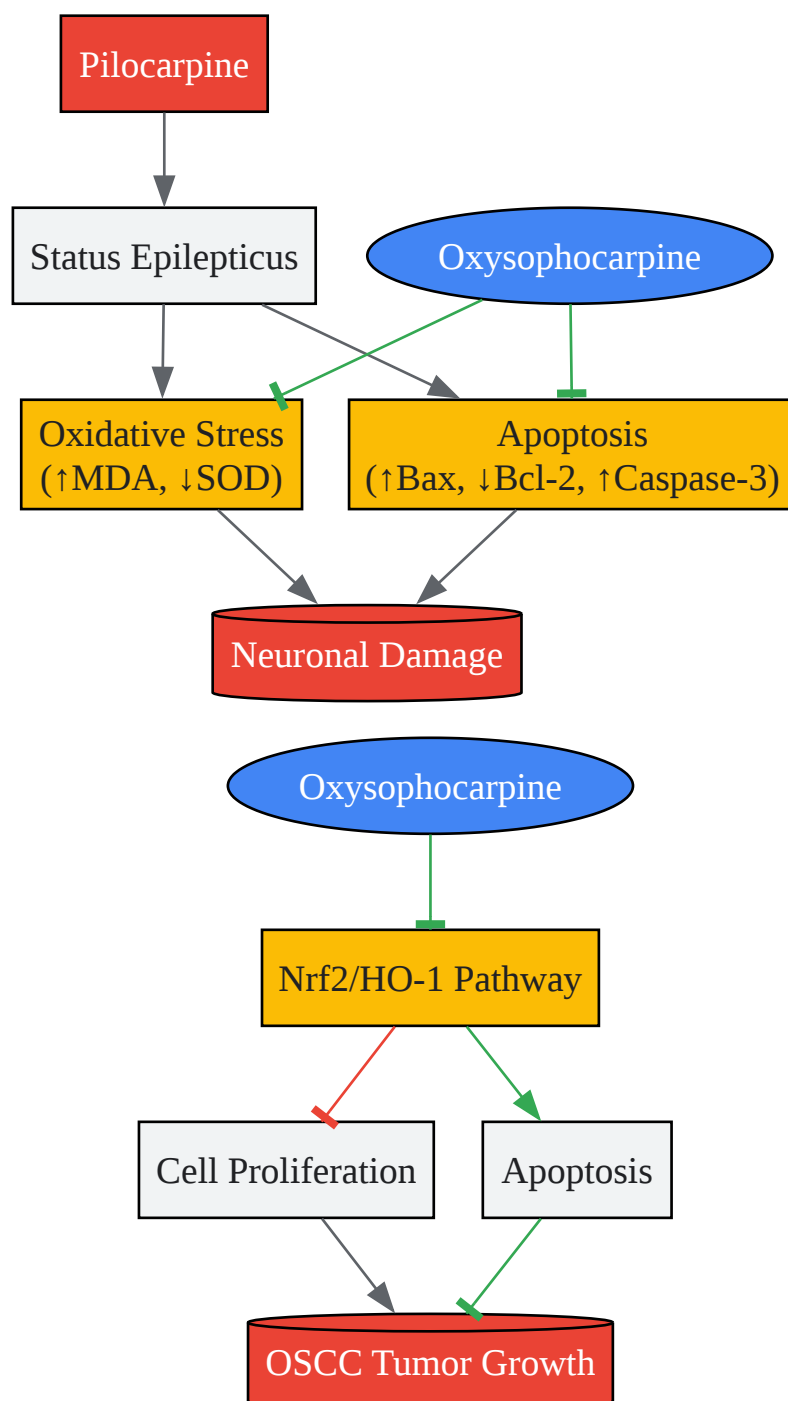 Pilocarpine
Status Epilepticus
Oxysophocarpine
Oxidative Stress
(↑MDA, ↓SOD)
Apoptosis
(↑Bax, ↓Bcl-2, ↑Caspase-3)
Neuronal Damage
Oxysophocarpine
Nrf2/HO-1 Pathway
Cell Proliferation
Apoptosis
OSCC Tumor Growth